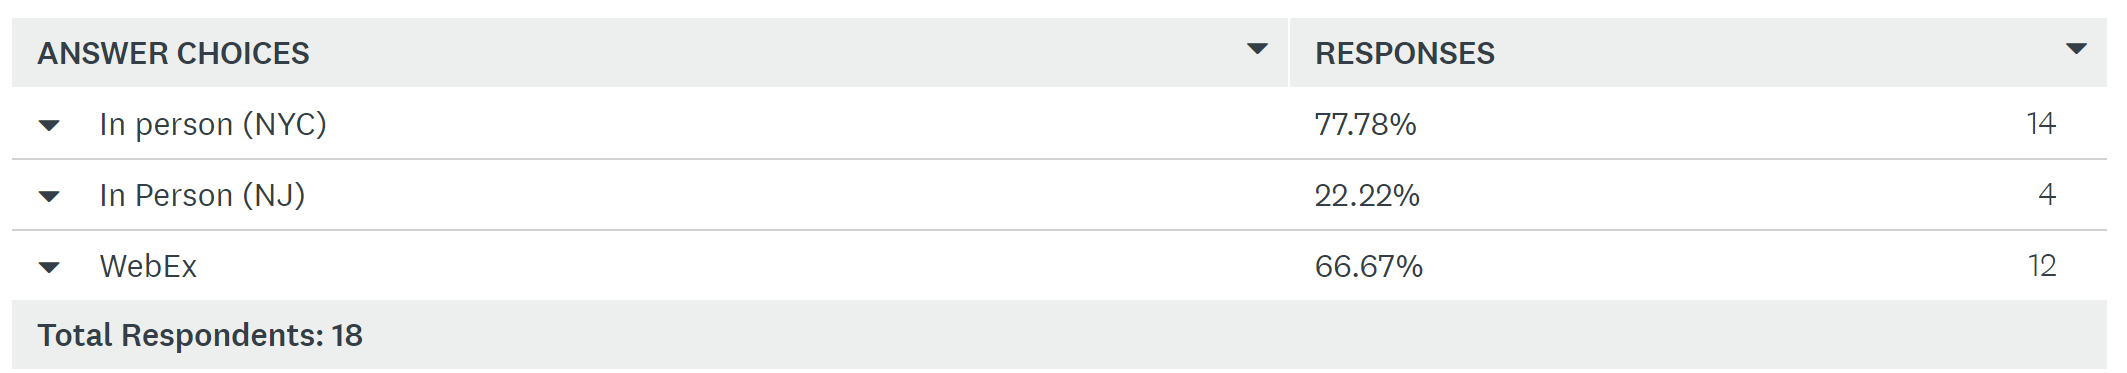 ANSWER CHOICES RESPONSES
In person (NYC) 77.78% 14
In Person (NJ) 22.22% 4
WebEx 66.67% 12
Total Respondents: 18